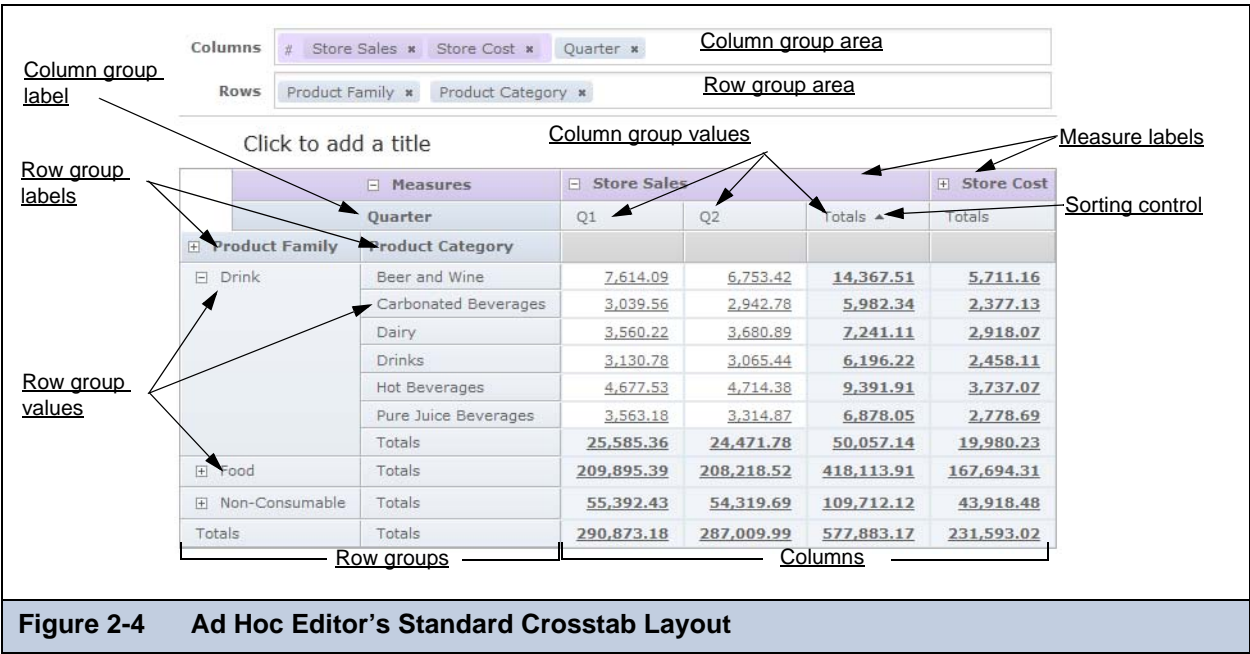 Columns # Store Sales × Store Cost × Quarter × Column group area
Column group label
Rows Product Family × Product Category × Row group area
Click to add a title
Column group values
Measure labels
Row group labels
Measures Store Sales Store Cost
Quarter Q1 Q2 Totals Totals
Sorting control
Product Family Product Category
Drink Beer and Wine 7,614.09 6,753.42 14,367.51 5,711.16
Carbonated Beverages 3,039.56 2,942.78 5,982.34 2,377.13
Dairy 3,560.22 3,680.89 7,241.11 2,918.07
Drinks 3,130.78 3,065.44 6,196.22 2,458.11
Row group values
Hot Beverages 4,677.53 4,714.38 9,391.91 3,737.07
Pure Juice Beverages 3,563.18 3,314.87 6,878.05 2,778.69
Totals 25,585.36 24,471.78 50,057.14 19,980.23
Food Totals 209,895.39 208,218.52 418,113.91 167,694.31
Non-Consumable Totals 55,392.43 54,319.69 109,712.12 43,918.48
Totals Totals 290,873.18 287,009.99 577,883.17 231,593.02
Row groups Columns
Figure 2-4 Ad Hoc Editor’s Standard Crosstab Layout